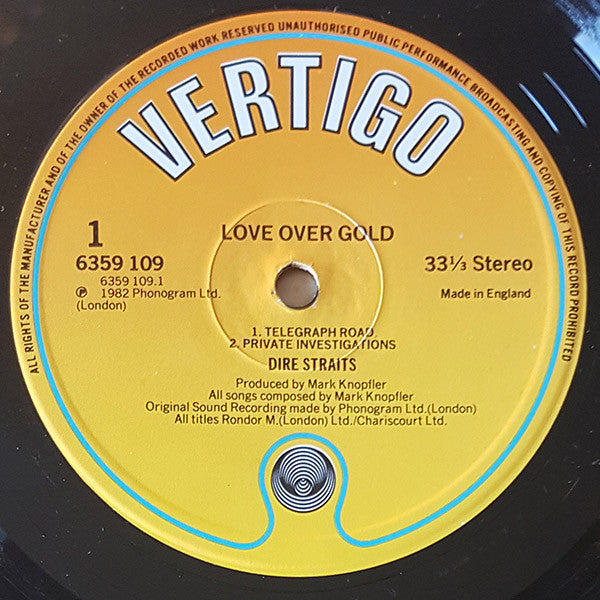 ALL RIGHTS OF THE MANUFACTURER AND OF THE OWNER OF THE RECORDED WORK RESERVED UNAUTHORISED PUBLIC PERFORMANCE BROADCASTING AND COPYING OF THIS RECORD PROHIBITED
VERTIGO
LOVE OVER GOLD
1
6359 109
33⅓ Stereo
6359 109.1
℗ 1982 Phonogram Ltd.
(London)
Made in England
1. TELEGRAPH ROAD
2. PRIVATE INVESTIGATIONS
DIRE STRAITS
Produced by Mark Knopfler
All songs composed by Mark Knopfler
Original Sound Recording made by Phonogram Ltd.(London)
All titles Rondor M.(London) Ltd./Chariscourt Ltd.